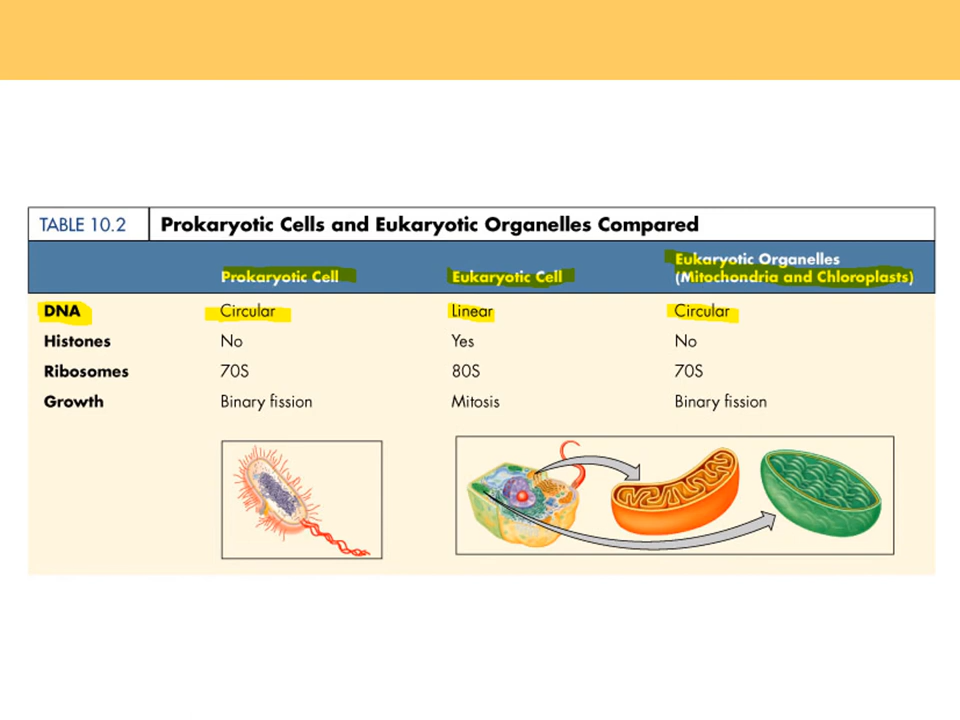 TABLE 10.2 Prokaryotic Cells and Eukaryotic Organelles Compared
Prokaryotic Cell Eukaryotic Cell Eukaryotic Organelles
(Mitochondria and Chloroplasts)
DNA Circular Linear Circular
Histones No Yes No
Ribosomes 70S 80S 70S
Growth Binary fission Mitosis Binary fission